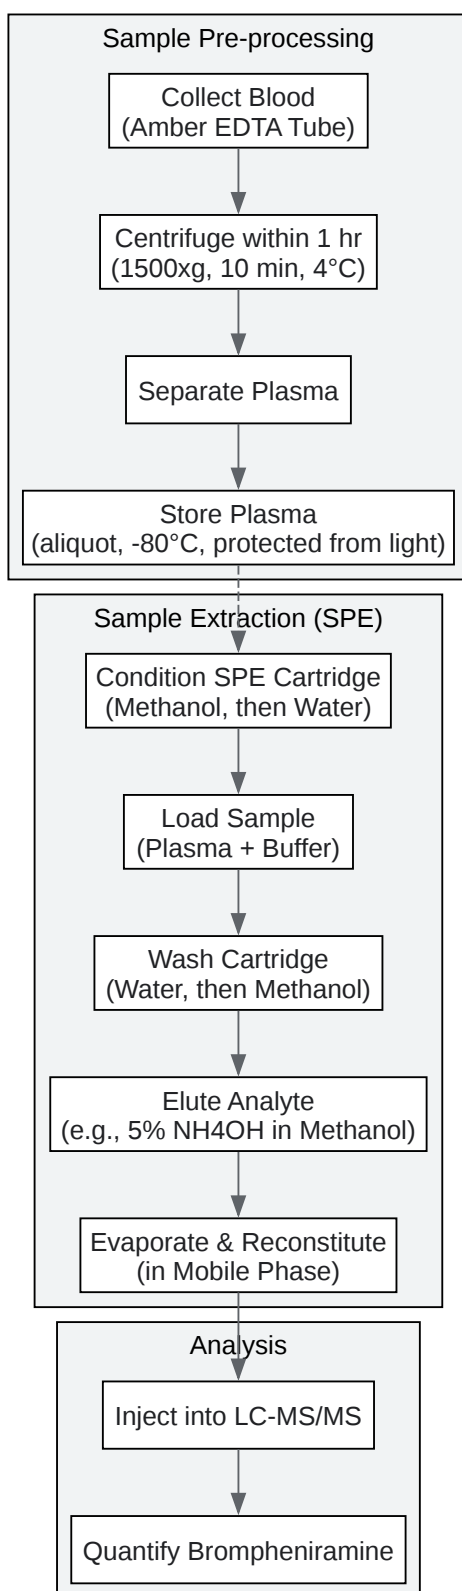 Sample Pre-processing
Collect Blood
(Amber EDTA Tube)
Centrifuge within 1 hr
(1500xg, 10 min, 4°C)
Separate Plasma
Store Plasma
(aliquot, -80°C, protected from light)
Sample Extraction (SPE)
Condition SPE Cartridge
(Methanol, then Water)
Load Sample
(Plasma + Buffer)
Wash Cartridge
(Water, then Methanol)
Elute Analyte
(e.g., 5% NH4OH in Methanol)
Evaporate & Reconstitute
(in Mobile Phase)
Analysis
Inject into LC-MS/MS
Quantify Brompheniramine